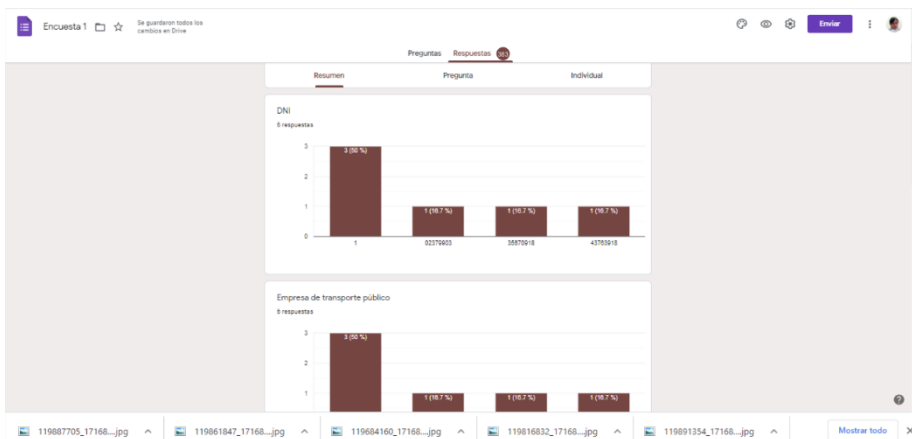 Encuesta 1
Se guardaron todos los
cambios en Drive
Enviar
Preguntas Respuestas 383
Resumen Pregunta Individual
DNI
6 respuestas
3
2
1
0
3 (50 %)
1 (16.7 %)
1 (16.7 %)
1 (16.7 %)
1 02379903 35670918 43763918
Empresa de transporte público
6 respuestas
3
2
1
3 (50 %)
1 (16.7 %)
1 (16.7 %)
1 (16.7 %)
119887705_17168....jpg 119861847_17168....jpg 119684160_17168....jpg 119816832_17168....jpg 119891354_17168....jpg Mostrar todo